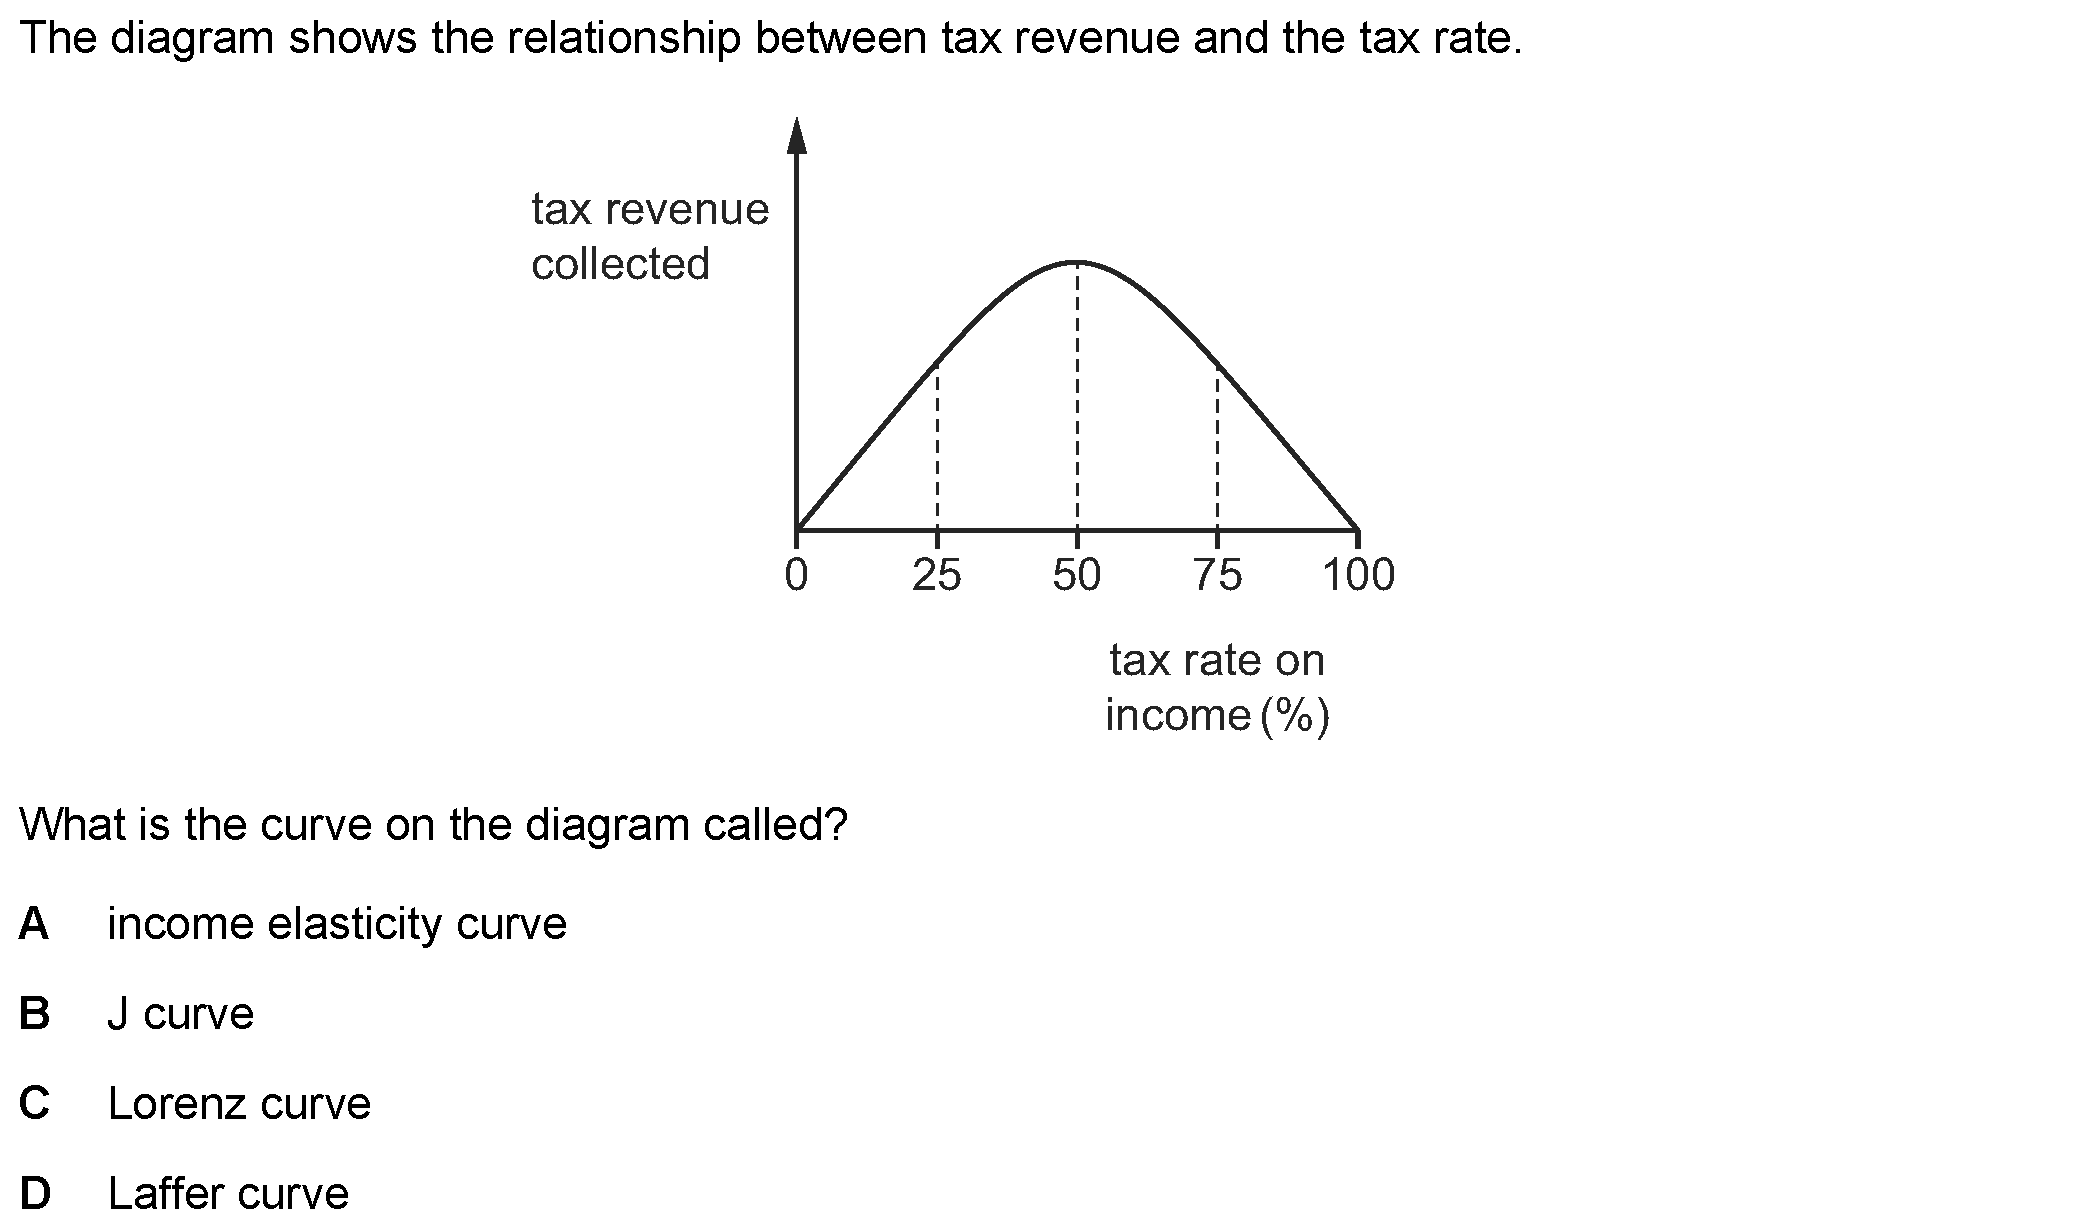 The diagram shows the relationship between tax revenue and the tax rate.
tax revenue
collected
0 25 50 75 100
tax rate on
income (%)
What is the curve on the diagram called?
A income elasticity curve
B J curve
C Lorenz curve
D Laffer curve